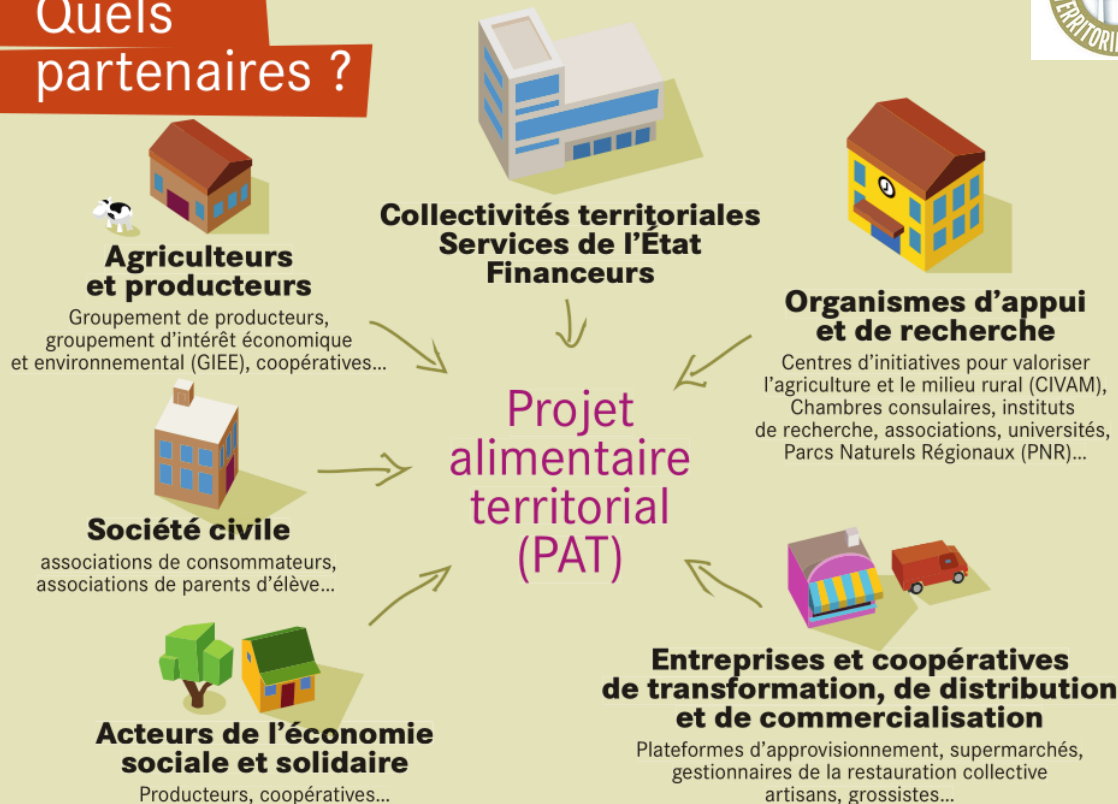 Quels
partenaires ?
Collectivités territoriales
Services de l'État
Financeurs
Agriculteurs
et producteurs
Groupement de producteurs,
groupement d'intérêt économique
et environnemental (GIEE), coopératives...
Organismes d'appui
et de recherche
Centres d'initiatives pour valoriser
l'agriculture et le milieu rural (CIVAM),
Chambres consulaires, instituts
de recherche, associations, universités,
Parcs Naturels Régionaux (PNR)...
Projet
alimentaire
territorial
(PAT)
Société civile
associations de consommateurs,
associations de parents d'élève...
Acteurs de l'économie
sociale et solidaire
Producteurs, coopératives...
Entreprises et coopératives
de transformation, de distribution
et de commercialisation
Plateformes d'approvisionnement, supermarchés,
gestionnaires de la restauration collective
artisans, grossistes...